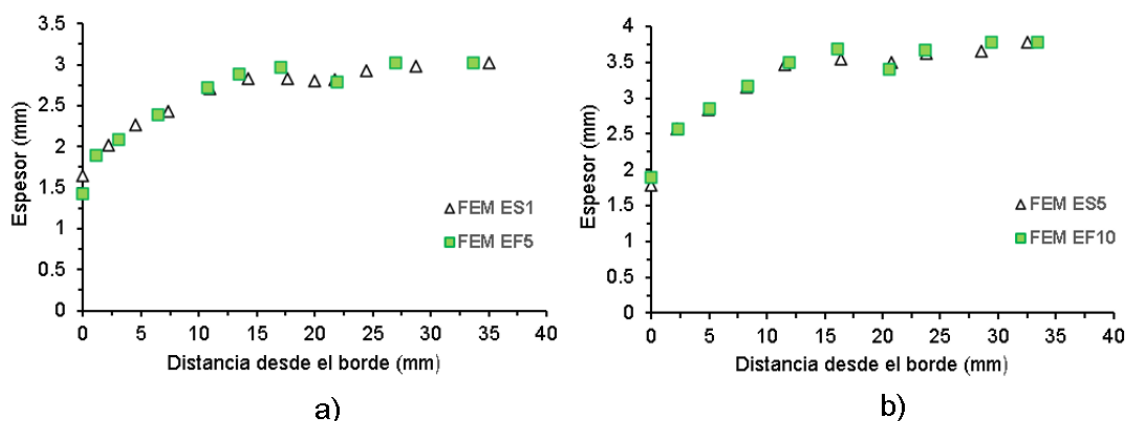 3.5
3
2.5
2
1.5
1
0.5
0
0 5 10 15 20 25 30 35 40
Espesor (mm)
Distancia desde el borde (mm)
FEM ES1
FEM EF5
a)
4
3.5
3
2.5
2
1.5
1
0.5
0
0 5 10 15 20 25 30 35 40
Espesor (mm)
Distancia desde el borde (mm)
FEM ES5
FEM EF10
b)